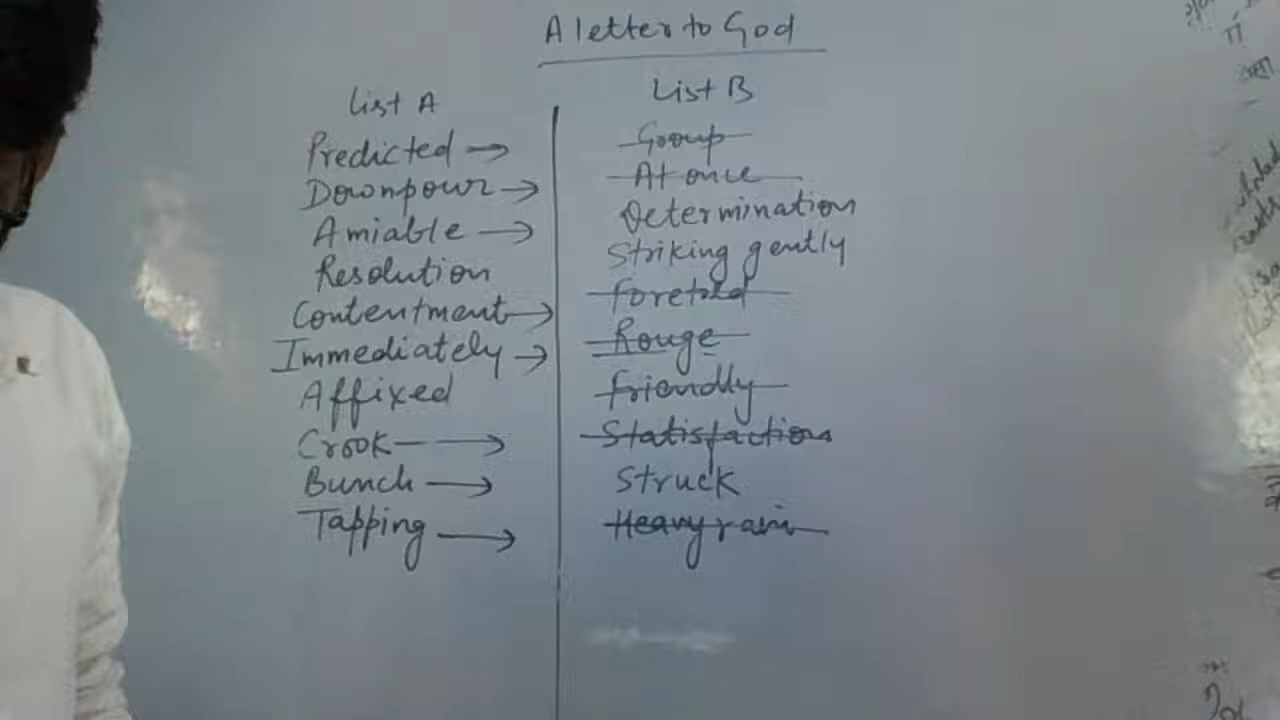 A letter to God
List A
List B
Predicted →
Group
Downpour →
At once
Amiable →
Determination
Resolution
Striking gently
Contentment →
foretold
Immediately →
Rouge
Affixed
friendly
Crook →
Statisfaction
Bunch →
Struck
Tapping →
Heavy rain